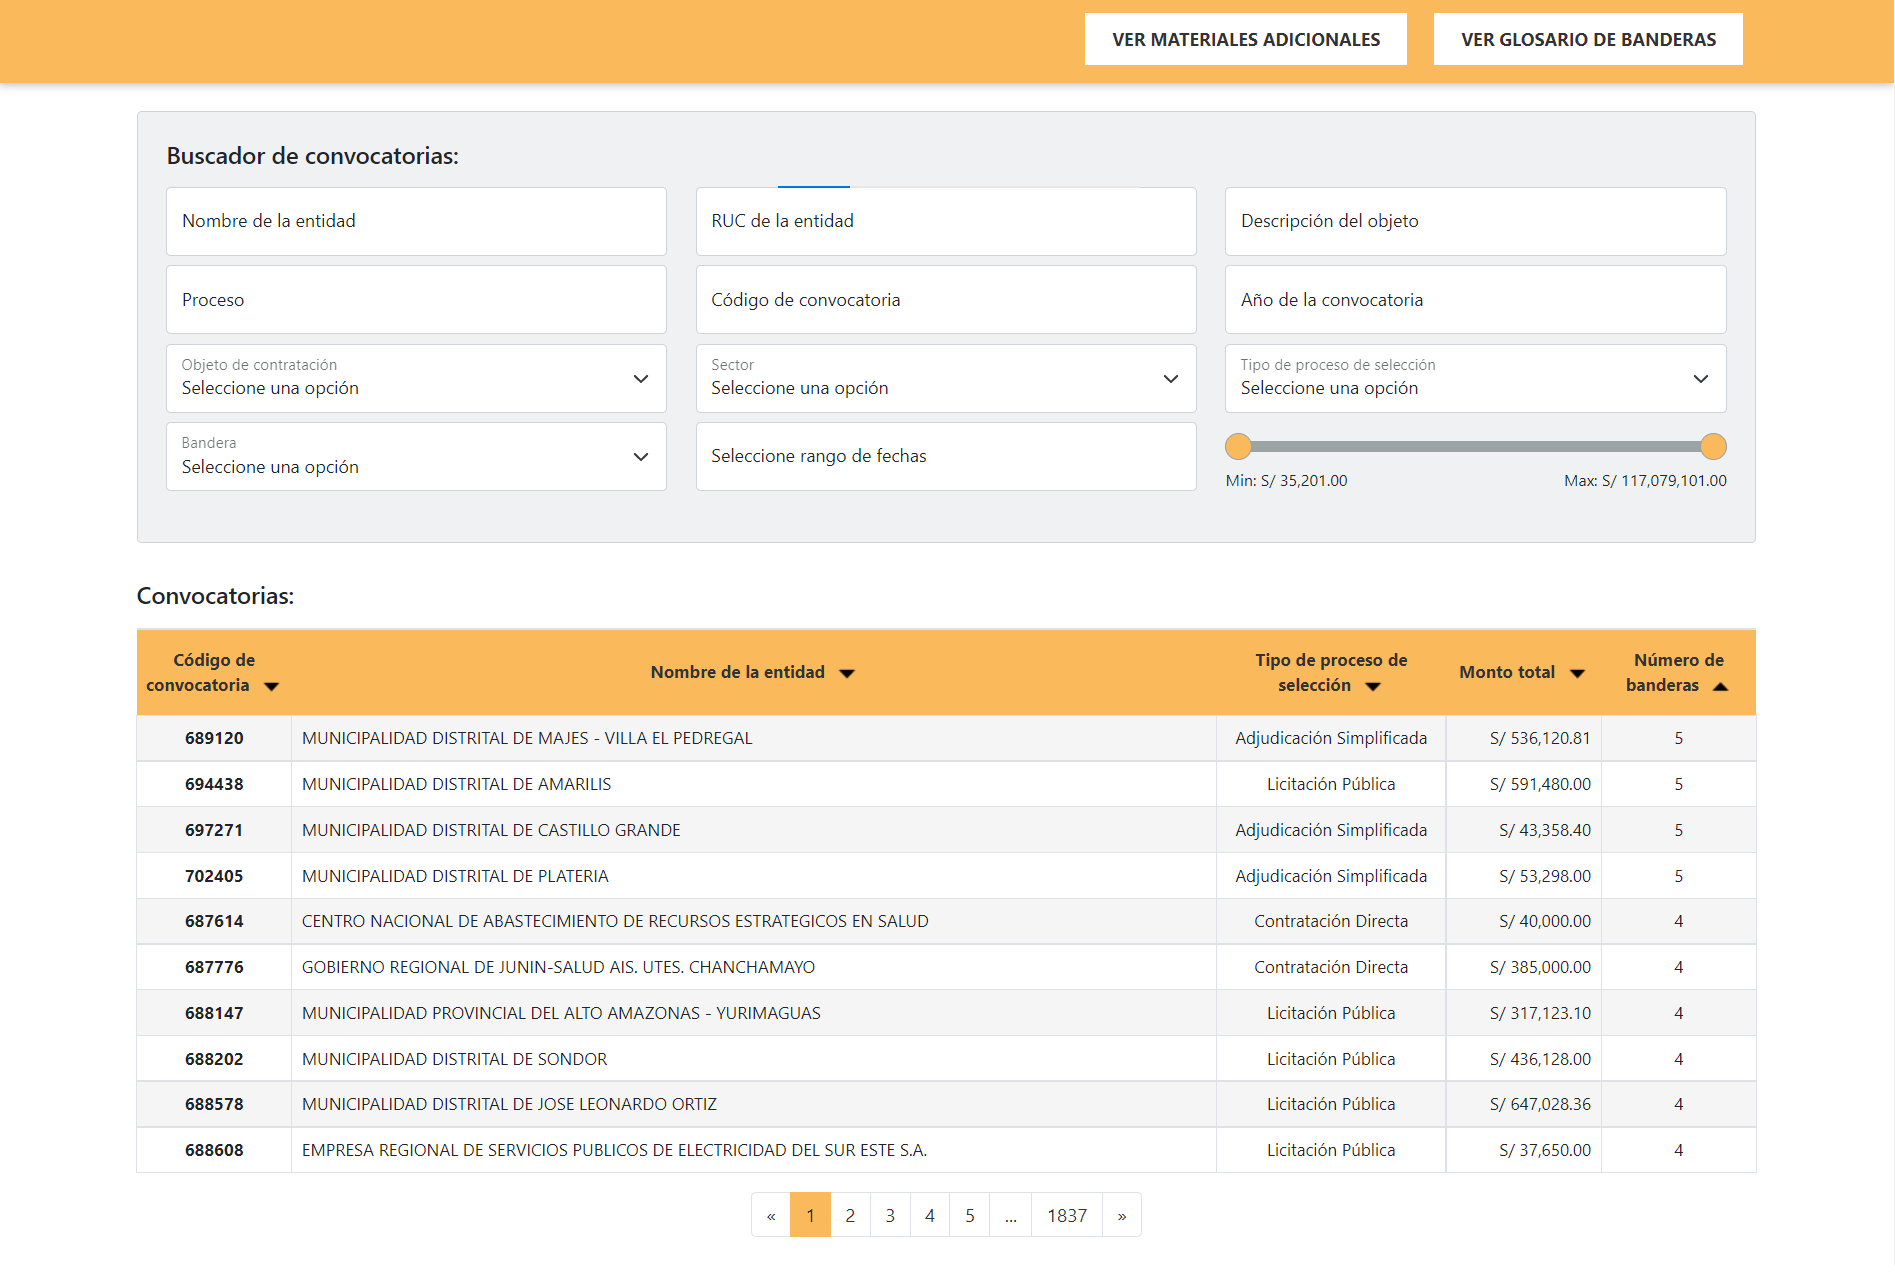 VER MATERIALES ADICIONALES
VER GLOSARIO DE BANDERAS
Buscador de convocatorias:
Nombre de la entidad
RUC de la entidad
Descripción del objeto
Proceso
Código de convocatoria
Año de la convocatoria
Objeto de contratación
Seleccione una opción
Sector
Seleccione una opción
Tipo de proceso de selección
Seleccione una opción
Bandera
Seleccione una opción
Seleccione rango de fechas
Min: S/ 35,201.00
Max: S/ 117,079,101.00
Convocatorias:
Código de
convocatoria
Nombre de la entidad
Tipo de proceso de
selección
Monto total
Número de
banderas
689120 MUNICIPALIDAD DISTRITAL DE MAJES - VILLA EL PEDREGAL Adjudicación Simplificada S/ 536,120.81 5
694438 MUNICIPALIDAD DISTRITAL DE AMARILIS Licitación Pública S/ 591,480.00 5
697271 MUNICIPALIDAD DISTRITAL DE CASTILLO GRANDE Adjudicación Simplificada S/ 43,358.40 5
702405 MUNICIPALIDAD DISTRITAL DE PLATERIA Adjudicación Simplificada S/ 53,298.00 5
687614 CENTRO NACIONAL DE ABASTECIMIENTO DE RECURSOS ESTRATEGICOS EN SALUD Contratación Directa S/ 40,000.00 4
687776 GOBIERNO REGIONAL DE JUNIN-SALUD AIS. UTES. CHANCHAMAYO Contratación Directa S/ 385,000.00 4
688147 MUNICIPALIDAD PROVINCIAL DEL ALTO AMAZONAS - YURIMAGUAS Licitación Pública S/ 317,123.10 4
688202 MUNICIPALIDAD DISTRITAL DE SONDOR Licitación Pública S/ 436,128.00 4
688578 MUNICIPALIDAD DISTRITAL DE JOSE LEONARDO ORTIZ Licitación Pública S/ 647,028.36 4
688608 EMPRESA REGIONAL DE SERVICIOS PUBLICOS DE ELECTRICIDAD DEL SUR ESTE S.A. Licitación Pública S/ 37,650.00 4
« 1 2 3 4 5 ... 1837 »